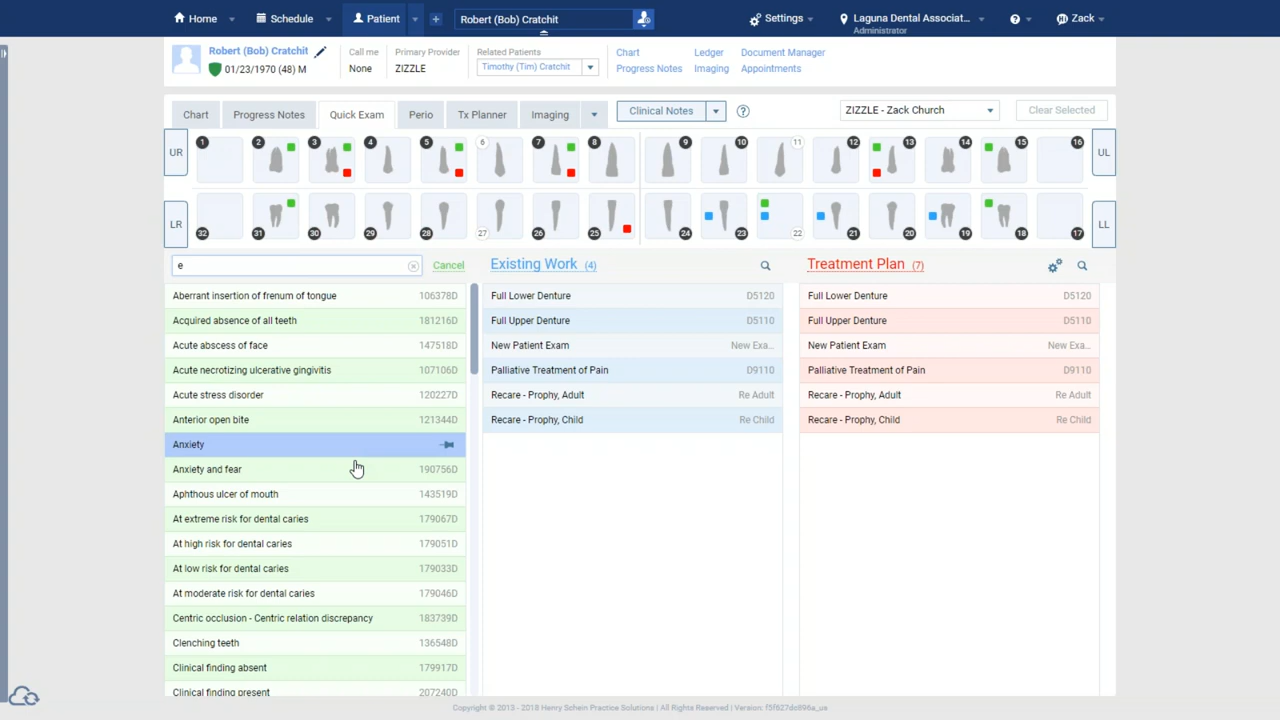 Home Schedule Patient + Robert (Bob) Cratchit Settings Laguna Dental Associat... ? Zack
Administrator
Robert (Bob) Cratchit
01/23/1970 (48) M
Call me
None
Primary Provider
ZIZZLE
Related Patients
Timothy (Tim) Cratchit
Chart Ledger Document Manager
Progress Notes Imaging Appointments
Chart Progress Notes Quick Exam Perio Tx Planner Imaging Clinical Notes ? ZIZZLE - Zack Church Clear Selected
UR 1 2 3 4 5 6 7 8 9 10 11 12 13 14 15 16 UL
LR 32 31 30 29 28 27 26 25 24 23 22 21 20 19 18 17 LL
e Cancel Existing Work (4) Treatment Plan (7)
Aberrant insertion of frenum of tongue 106378D Full Lower Denture D5120 Full Lower Denture D5120
Acquired absence of all teeth 181216D Full Upper Denture D5110 Full Upper Denture D5110
Acute abscess of face 147518D New Patient Exam New Exa... New Patient Exam New Exa...
Acute necrotizing ulcerative gingivitis 107106D Palliative Treatment of Pain D9110 Palliative Treatment of Pain D9110
Acute stress disorder 120227D Recare - Prophy, Adult Re Adult Recare - Prophy, Adult Re Adult
Anterior open bite 121344D Recare - Prophy, Child Re Child Recare - Prophy, Child Re Child
Anxiety
Anxiety and fear 190756D
Aphthous ulcer of mouth 143519D
At extreme risk for dental caries 179067D
At high risk for dental caries 179051D
At low risk for dental caries 179033D
At moderate risk for dental caries 179046D
Centric occlusion - Centric relation discrepancy 183739D
Clenching teeth 136548D
Clinical finding absent 179917D
Clinical finding present 207240D
Copyright © 2013 - 2018 Henry Schein Practice Solutions | All Rights Reserved | Version: f5f627dc896a_us